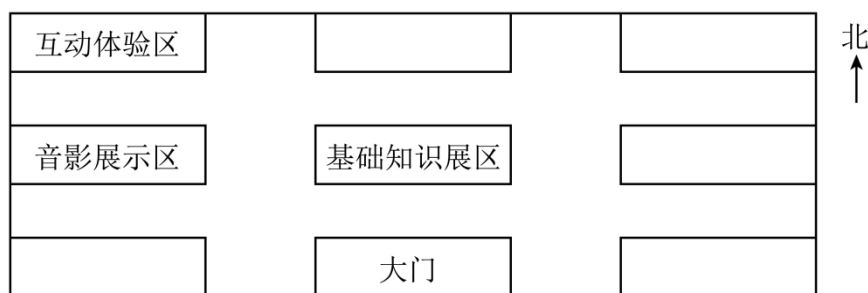 互动体验区
北
音影展示区
基础知识展区
大门